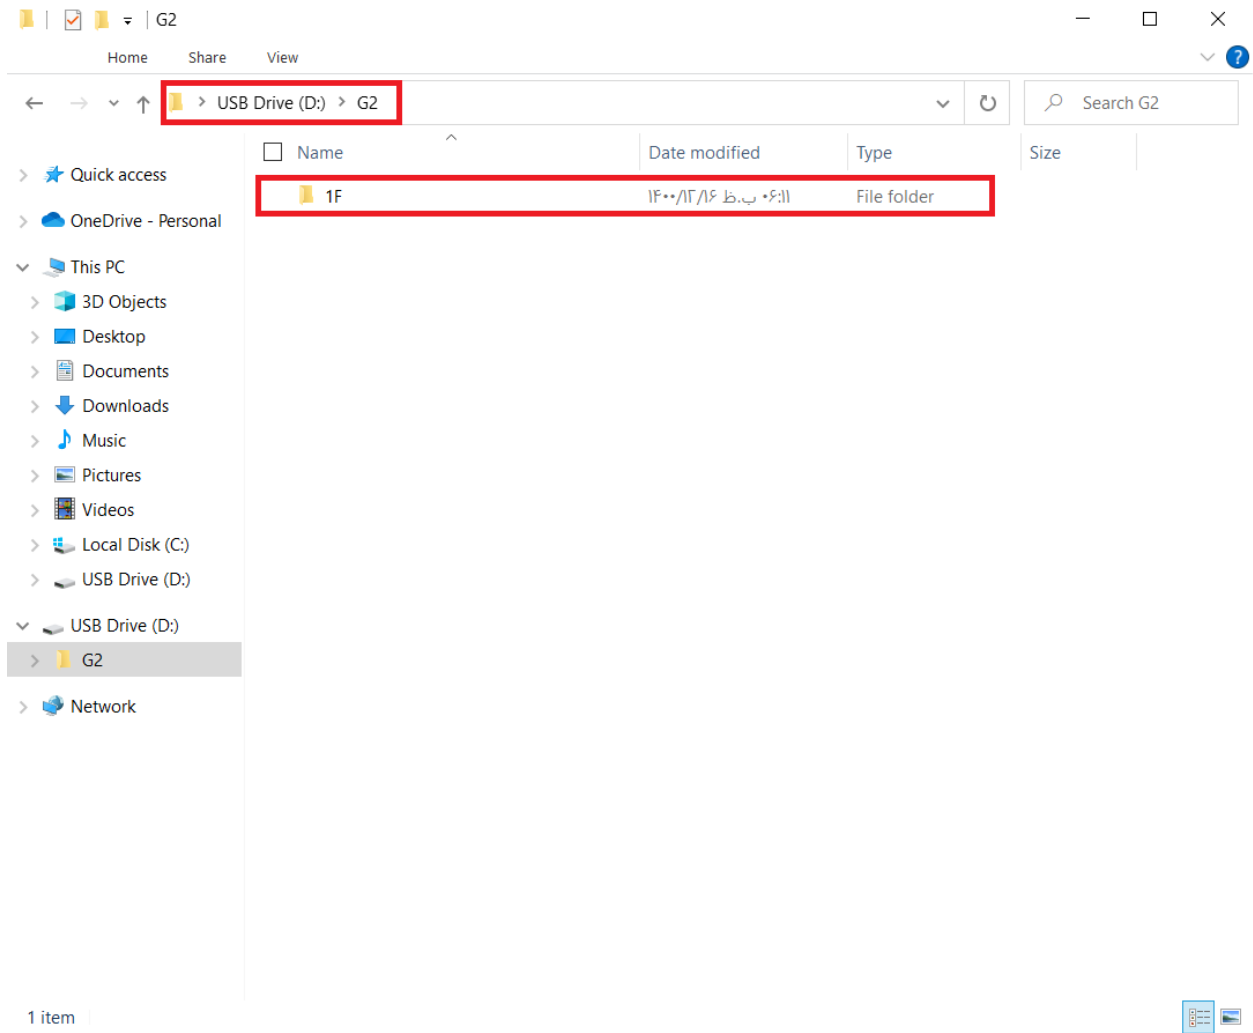 G2
Home Share View
USB Drive (D:) G2
Search G2
Name Date modified Type Size
1F ۱۴۰۰/۱۲/۱۶ ب.ظ ۰۶:۱۱ File folder
Quick access
OneDrive - Personal
This PC
3D Objects
Desktop
Documents
Downloads
Music
Pictures
Videos
Local Disk (C:)
USB Drive (D:)
USB Drive (D:)
G2
Network
1 item